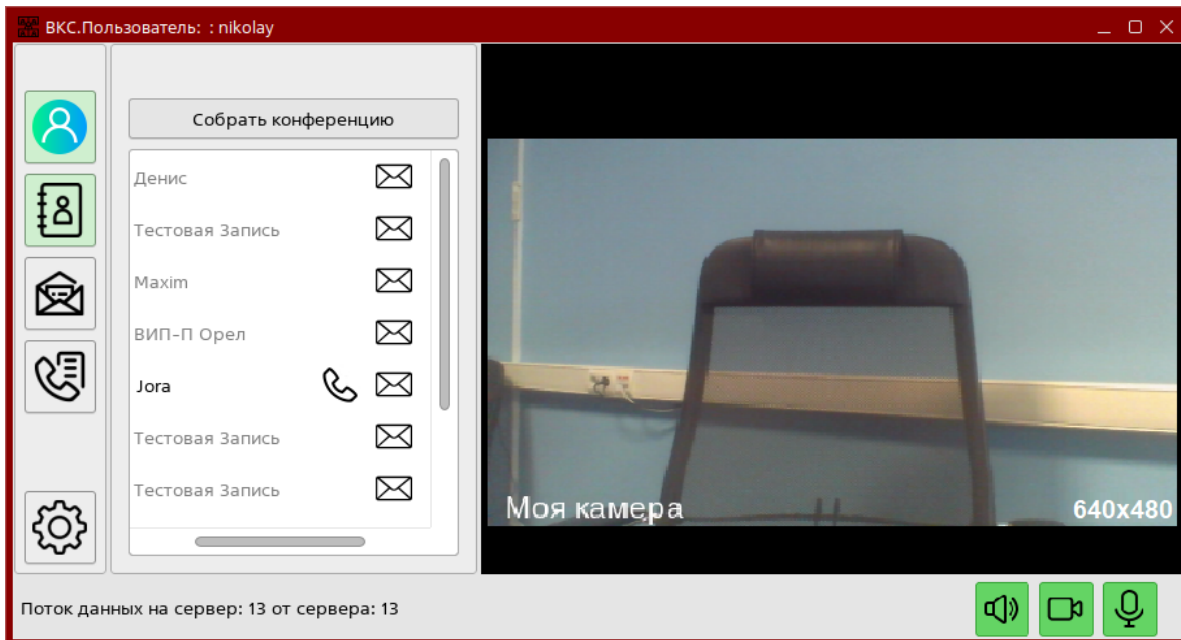 ВКС.Пользователь: : nikolay
Собрать конференцию
Денис
Тестовая Запись
Maxim
ВИП-П Орел
Jora
Тестовая Запись
Тестовая Запись
Моя камера
640x480
Поток данных на сервер: 13 от сервера: 13